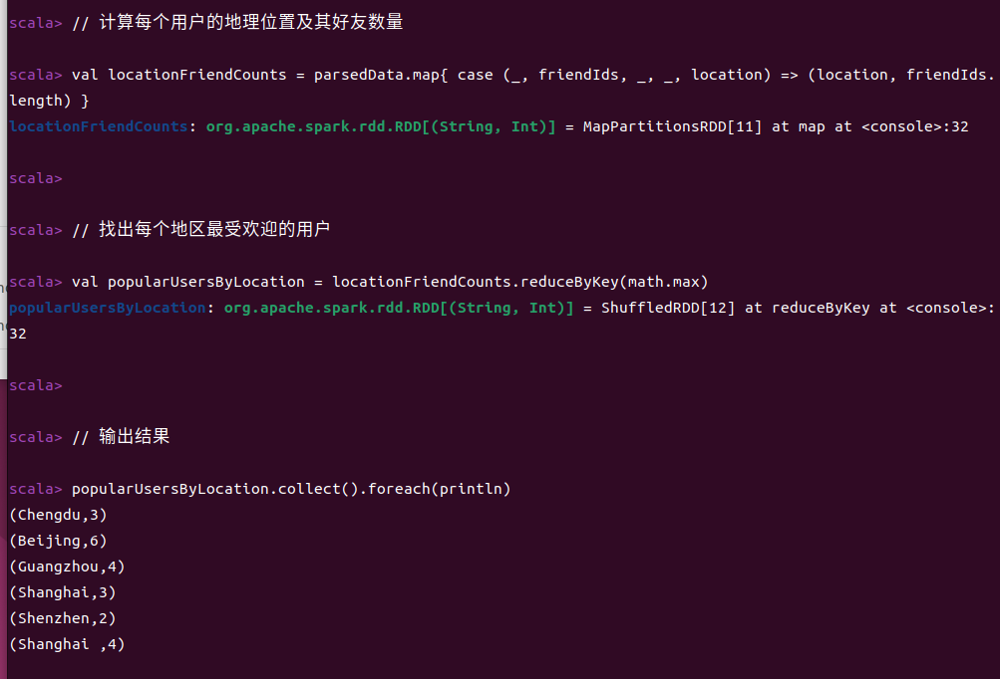 scala> // 计算每个用户的地理位置及其好友数量
scala> val locationFriendCounts = parsedData.map{ case (_, friendIds, _, _, location) => (location, friendIds.
length) }
locationFriendCounts: org.apache.spark.rdd.RDD[(String, Int)] = MapPartitionsRDD[11] at map at <console>:32
scala>
scala> // 找出每个地区最受欢迎的用户
scala> val popularUsersByLocation = locationFriendCounts.reduceByKey(math.max)
popularUsersByLocation: org.apache.spark.rdd.RDD[(String, Int)] = ShuffledRDD[12] at reduceByKey at <console>:
32
scala>
scala> // 输出结果
scala> popularUsersByLocation.collect().foreach(println)
(Chengdu,3)
(Beijing,6)
(Guangzhou,4)
(Shanghai,3)
(Shenzhen,2)
(Shanghai ,4)